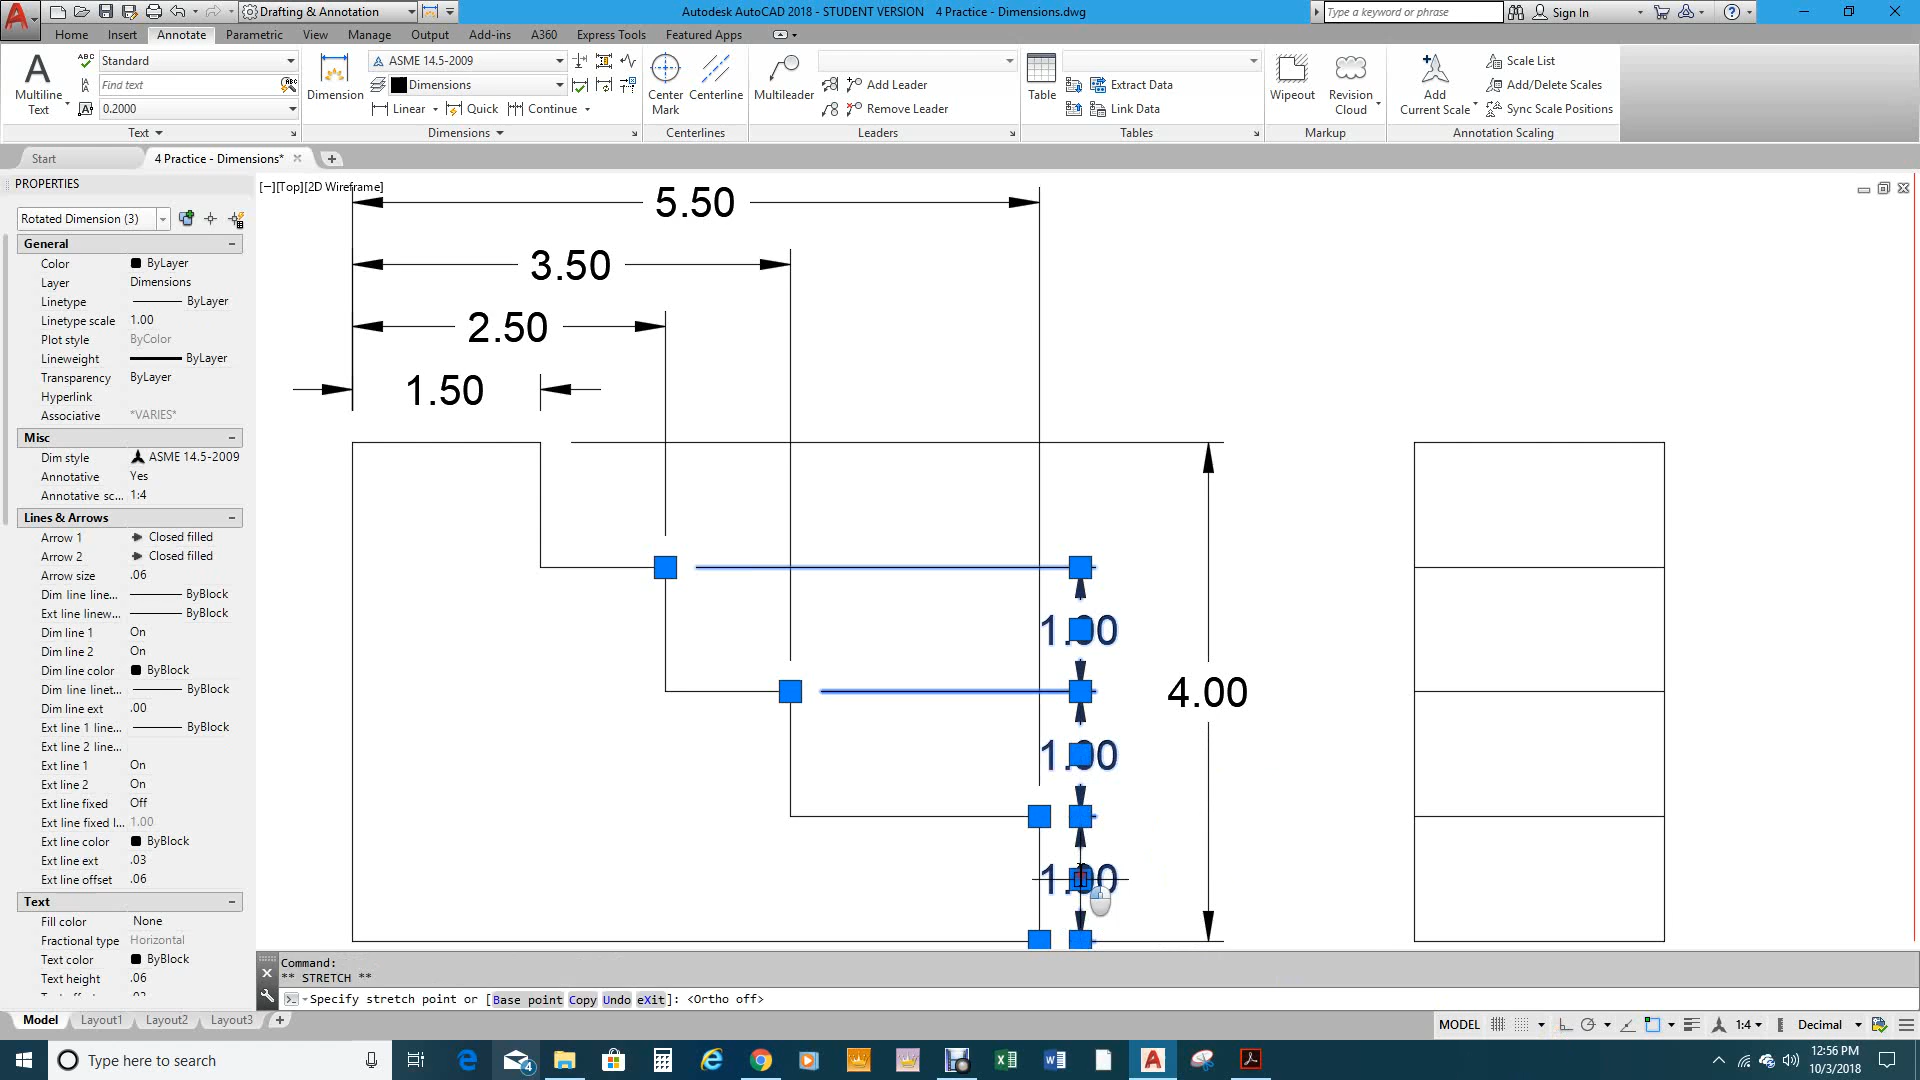 Drafting & Annotation
Autodesk AutoCAD 2018 - STUDENT VERSION 4 Practice - Dimensions.dwg
Type a keyword or phrase
Sign In
Home Insert Annotate Parametric View Manage Output Add-ins A360 Express Tools Featured Apps
Standard
ASME 14.5-2009
Scale List
Find text
Dimensions
Add Leader
Extract Data
Add/Delete Scales
Multiline
Text
Dimension
Center
Mark
Centerline
Multileader
Table
Wipeout
Revision
Cloud
Add
Current Scale
0.2000
Linear
Quick
Continue
Remove Leader
Link Data
Sync Scale Positions
Text Dimensions Centerlines Leaders Tables Markup Annotation Scaling
Start
4 Practice - Dimensions*
PROPERTIES
Rotated Dimension (3)
General
Color ByLayer
Layer Dimensions
Linetype ByLayer
Linetype scale 1.00
Plot style ByColor
Lineweight ByLayer
Transparency ByLayer
Hyperlink
Associative *VARIES*
Misc
Dim style ASME 14.5-2009
Annotative Yes
Annotative sc... 1:4
Lines & Arrows
Arrow 1 Closed filled
Arrow 2 Closed filled
Arrow size .06
Dim line line... ByBlock
Ext line linew... ByBlock
Dim line 1 On
Dim line 2 On
Dim line color ByBlock
Dim line linet... ByBlock
Dim line ext .00
Ext line 1 line... ByBlock
Ext line 2 line...
Ext line 1 On
Ext line 2 On
Ext line fixed Off
Ext line fixed l... 1.00
Ext line color ByBlock
Ext line ext .03
Ext line offset .06
Text
Fill color None
Fractional type Horizontal
Text color ByBlock
Text height .06
[−][Top][2D Wireframe]
5.50
3.50
2.50
1.50
1.00
4.00
1.00
1.00
Command:
** STRETCH **
Specify stretch point or [Base point Copy Undo eXit]: <Ortho off>
Model Layout1 Layout2 Layout3
MODEL
1:4
Decimal
Type here to search
4
12:56 PM
10/3/2018